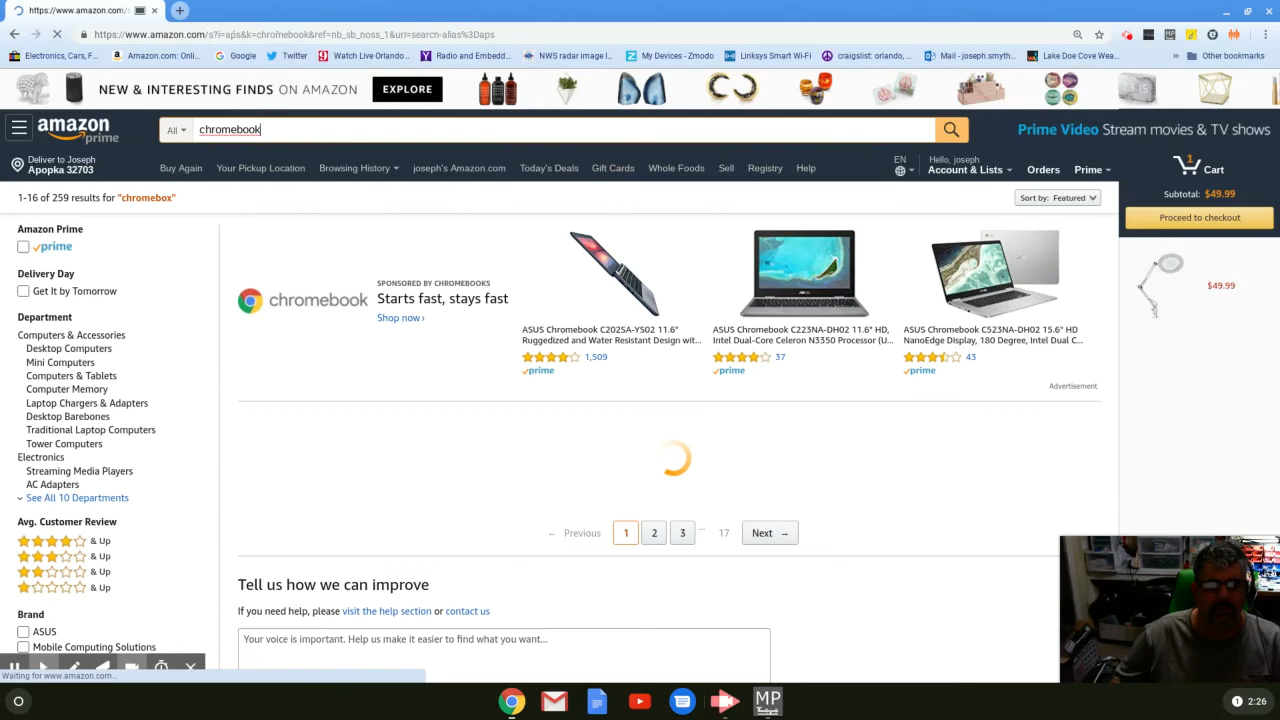 https://www.amazon.com/s
https://www.amazon.com/s?i=aps&k=chromebook&ref=nb_sb_noss_1&url=search-alias%3Daps
Electronics, Cars, F...
Amazon.com: Onli...
Google
Twitter
Watch Live Orlando...
Radio and Embedd...
NWS radar image l...
My Devices - Zmodo
Linksys Smart Wi-Fi
craigslist: orlando, ...
Mail - joseph.smyth...
Lake Doe Cove Wea...
» Other bookmarks
NEW & INTERESTING FINDS ON AMAZON EXPLORE
amazon prime
All
chromebook
Prime Video Stream movies & TV shows
Deliver to Joseph
Apopka 32703
Buy Again
Your Pickup Location
Browsing History
joseph's Amazon.com
Today's Deals
Gift Cards
Whole Foods
Sell
Registry
Help
EN
Hello, joseph
Account & Lists
Orders
Prime
1
Cart
1-16 of 259 results for "chromebox"
Sort by: Featured
Subtotal: $49.99
Proceed to checkout
$49.99
Amazon Prime
prime
Delivery Day
Get It by Tomorrow
Department
Computers & Accessories
Desktop Computers
Mini Computers
Computers & Tablets
Computer Memory
Laptop Chargers & Adapters
Desktop Barebones
Traditional Laptop Computers
Tower Computers
Electronics
Streaming Media Players
AC Adapters
See All 10 Departments
Avg. Customer Review
& Up
& Up
& Up
& Up
Brand
ASUS
Mobile Computing Solutions
chromebook
SPONSORED BY CHROMEBOOKS
Starts fast, stays fast
Shop now ›
ASUS Chromebook C202SA-YS02 11.6"
Ruggedized and Water Resistant Design wit...
1,509
prime
ASUS Chromebook C223NA-DH02 11.6" HD,
Intel Dual-Core Celeron N3350 Processor (U...
37
prime
ASUS Chromebook C523NA-DH02 15.6" HD
NanoEdge Display, 180 Degree, Intel Dual C...
43
prime
Advertisement
← Previous 1 2 3 ... 17 Next →
Tell us how we can improve
If you need help, please visit the help section or contact us
Your voice is important. Help us make it easier to find what you want...
Waiting for www.amazon.com...
MP
1 2:26